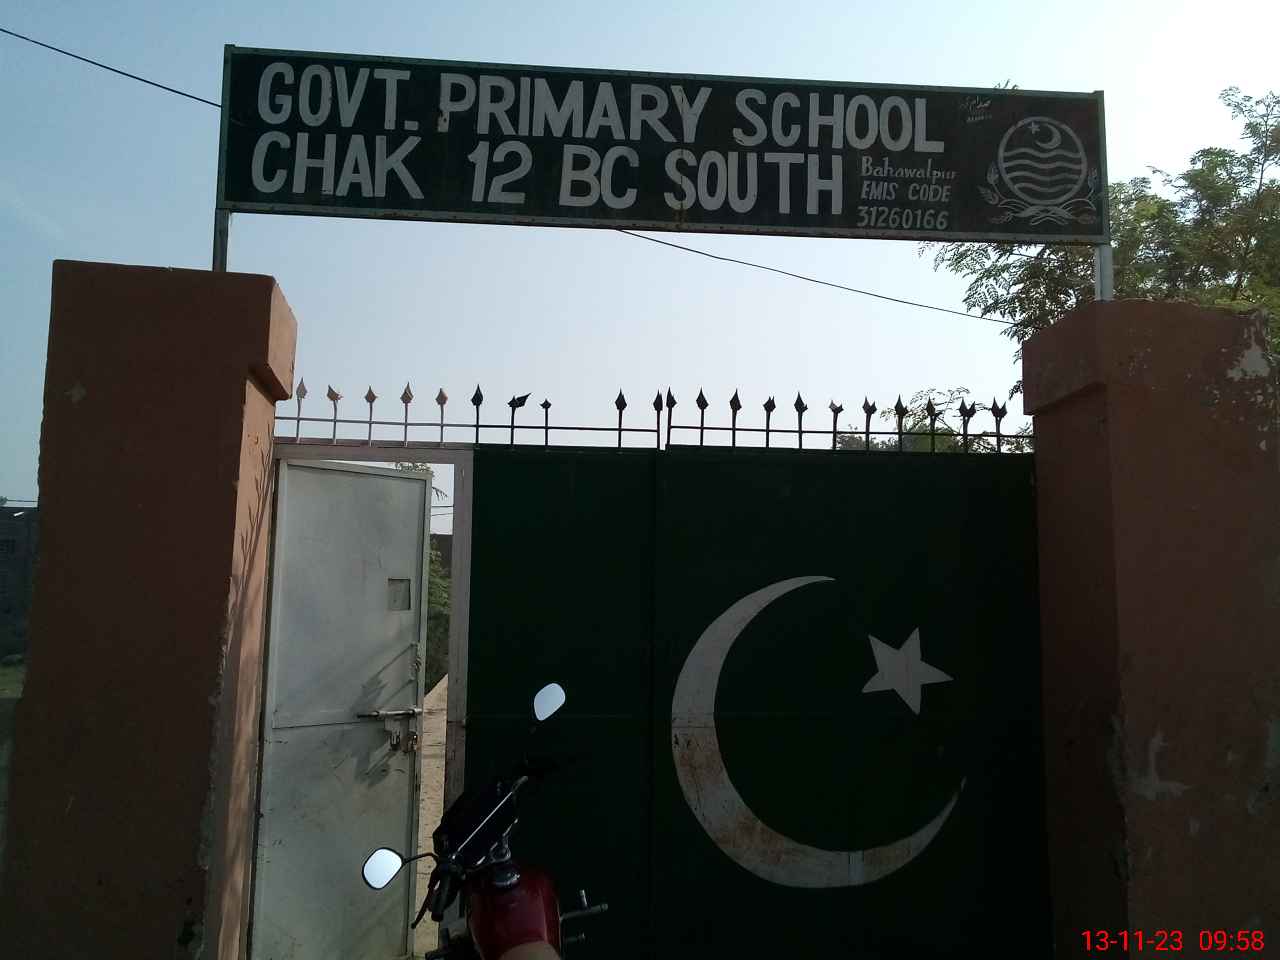 GOVT. PRIMARY SCHOOL
CHAK 12 BC SOUTH
Bahawalpur
EMIS CODE
31260166
13-11-23 09:58